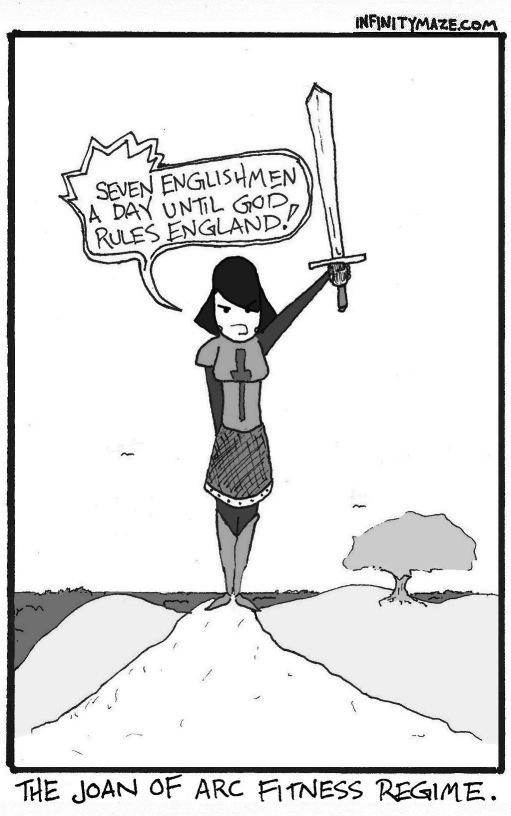 INFINITYMAZE.COM
SEVEN ENGLISHMEN
A DAY UNTIL GOD
RULES ENGLAND!
THE JOAN OF ARC FITNESS REGIME.